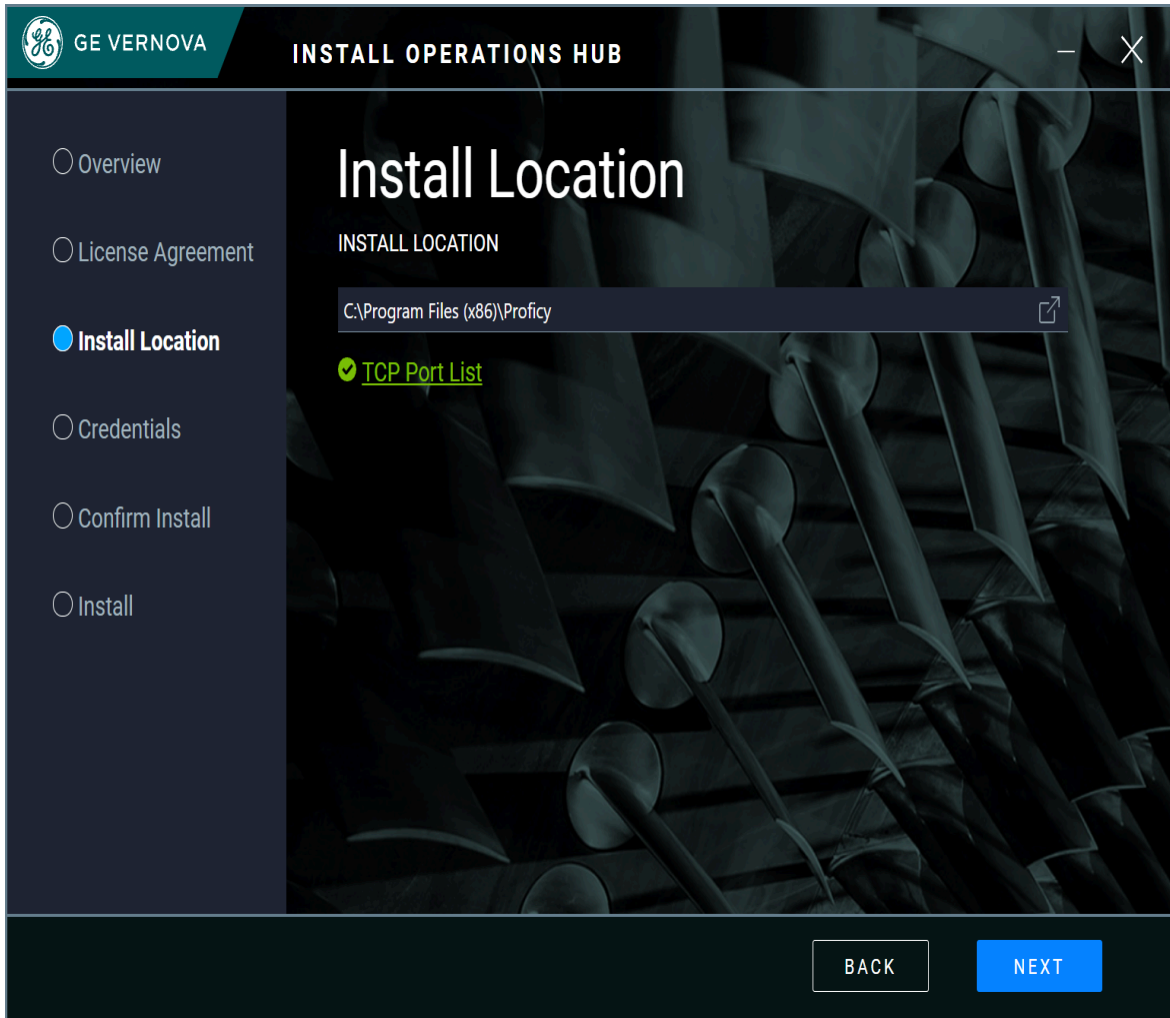 GE VERNOVA
INSTALL OPERATIONS HUB
Overview
License Agreement
Install Location
Credentials
Confirm Install
Install
Install Location
INSTALL LOCATION
C:\Program Files (x86)\Proficy
TCP Port List
BACK
NEXT